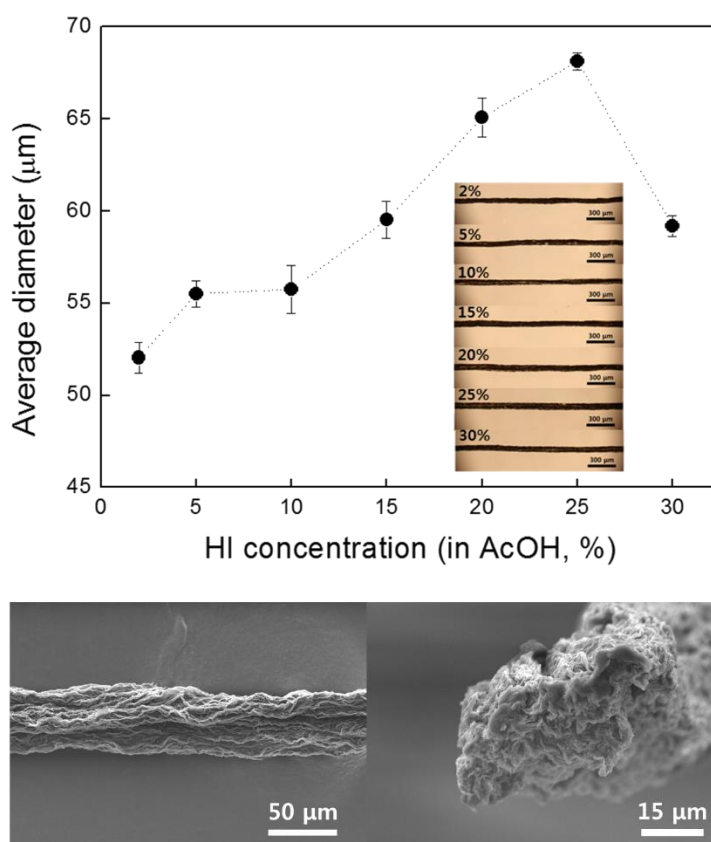 70
65
60
55
50
45
Average diameter (μm)
0 5 10 15 20 25 30
HI concentration (in AcOH, %)
2%
300 μm
5%
300 μm
10%
300 μm
15%
300 μm
20%
300 μm
25%
300 μm
30%
300 μm
50 μm
15 μm